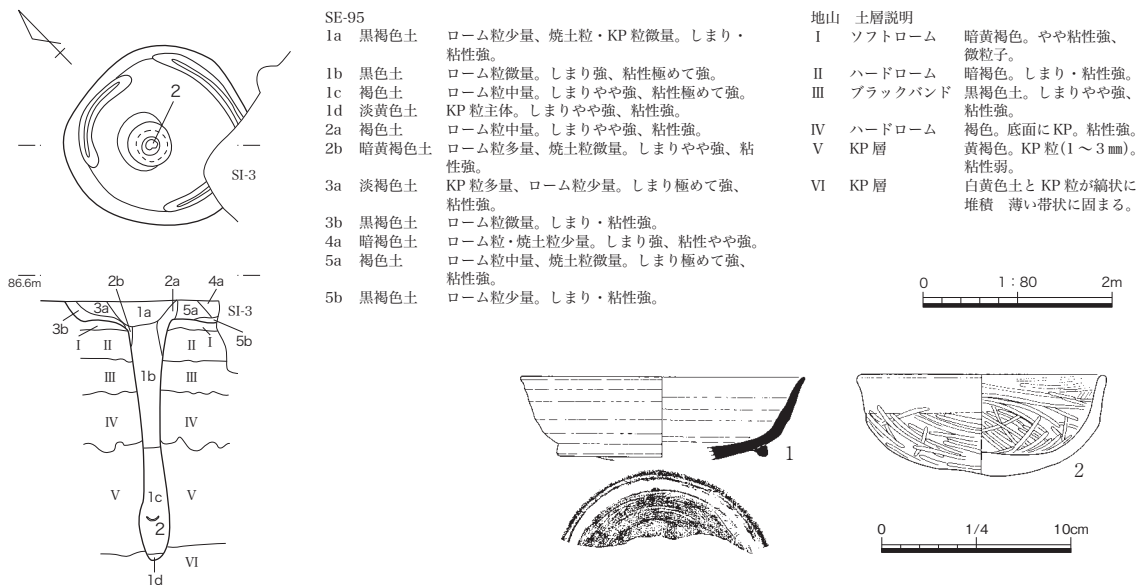 SE-95
1a 黒褐色土 ローム粒少量、焼土粒・KP 粒微量。しまり・
粘性強。
1b 黒色土 ローム粒微量。しまり強、粘性極めて強。
1c 褐色土 ローム粒中量。しまりやや強、粘性極めて強。
1d 淡黄色土 KP 粒主体。しまりやや強、粘性強。
2a 褐色土 ローム粒中量。しまりやや強、粘性強。
2b 暗黄褐色土 ローム粒多量、焼土粒微量。しまりやや強、粘
性強。
3a 淡褐色土 KP 粒多量、ローム粒少量。しまり極めて強、
粘性強。
3b 黒褐色土 ローム粒微量。しまり・粘性強。
4a 暗褐色土 ローム粒・焼土粒少量。しまり強、粘性やや強。
5a 褐色土 ローム粒中量、焼土粒微量。しまり極めて強、
粘性強。
5b 黒褐色土 ローム粒少量。しまり・粘性強。
地山 土層説明
Ⅰ ソフトローム 暗黄褐色。やや粘性強、
微粒子。
Ⅱ ハードローム 暗褐色。しまり・粘性強。
Ⅲ ブラックバンド 黒褐色土。しまりやや強、
粘性強。
Ⅳ ハードローム 褐色。底面に KP。粘性強。
Ⅴ KP 層 黄褐色。KP 粒(1～3㎜)。
粘性弱。
Ⅵ KP 層 白黄色土と KP 粒が縞状に
堆積 薄い帯状に固まる。
2
SI-3
86.6m
2b 2a 4a
3a 1a 5a SI-3
3b 5b
Ⅰ Ⅱ Ⅱ Ⅰ
Ⅲ 1b Ⅲ
Ⅳ Ⅳ
Ⅴ 1c Ⅴ
2
Ⅵ
1d
0 1：80 2m
1
2
0 1/4 10cm